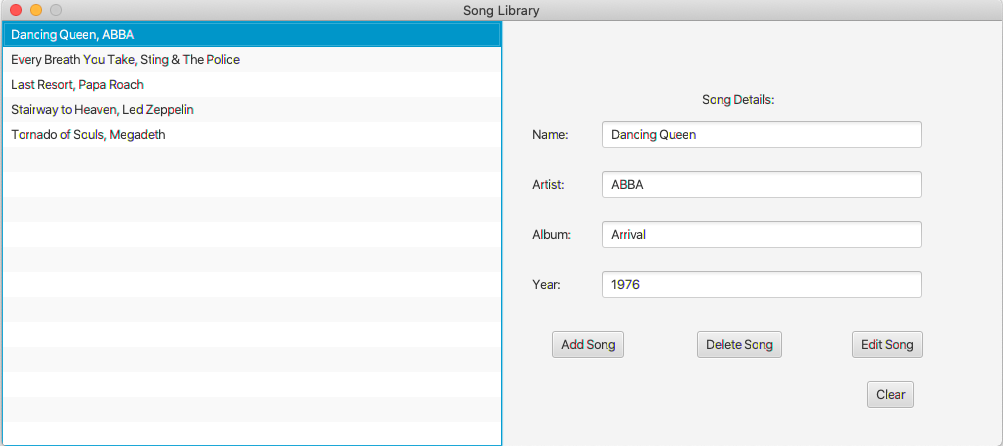 Song Library
Dancing Queen, ABBA
Every Breath You Take, Sting & The Police
Last Resort, Papa Roach
Stairway to Heaven, Led Zeppelin
Tornado of Souls, Megadeth
Song Details:
Name: Dancing Queen
Artist: ABBA
Album: Arrival
Year: 1976
Add Song Delete Song Edit Song
Clear